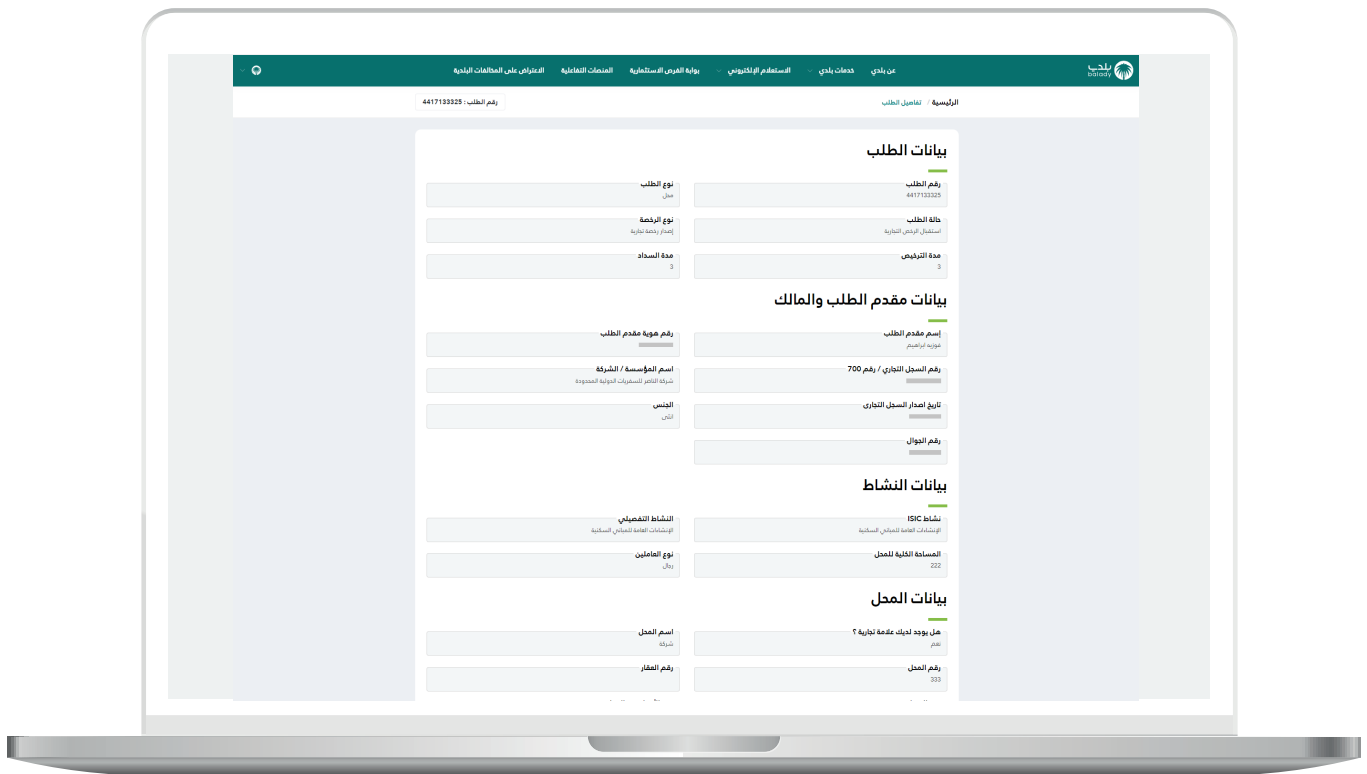 بلدي
balady
عن بلدي
خدمات بلدي
الاستعلام الإلكتروني
بوابة الفرص الاستثمارية
المنصات التفاعلية
الاعتراض على المخالفات البلدية
الرئيسية / تفاصيل الطلب
رقم الطلب : 4417133325
بيانات الطلب
رقم الطلب
4417133325
نوع الطلب
محل
حالة الطلب
استقبال الرخص التجارية
نوع الرخصة
إصدار رخصة تجارية
مدة الترخيص
3
مدة السداد
3
بيانات مقدم الطلب والمالك
إسم مقدم الطلب
فوزيه ابراهيم
رقم هوية مقدم الطلب
رقم السجل التجاري / رقم 700
اسم المؤسسة / الشركة
شركة الناصر للسفريات الدولية المحدودة
تاريخ اصدار السجل التجارى
الجنس
انثى
رقم الجوال
بيانات النشاط
نشاط ISIC
الإنشاءات العامة للمباني السكنية
النشاط التفصيلي
الإنشاءات العامة للمباني السكنية
المساحة الكلية للمحل
222
نوع العاملين
رجال
بيانات المحل
هل يوجد لديك علامة تجارية ؟
نعم
اسم المحل
شركة
رقم المحل
333
رقم العقار